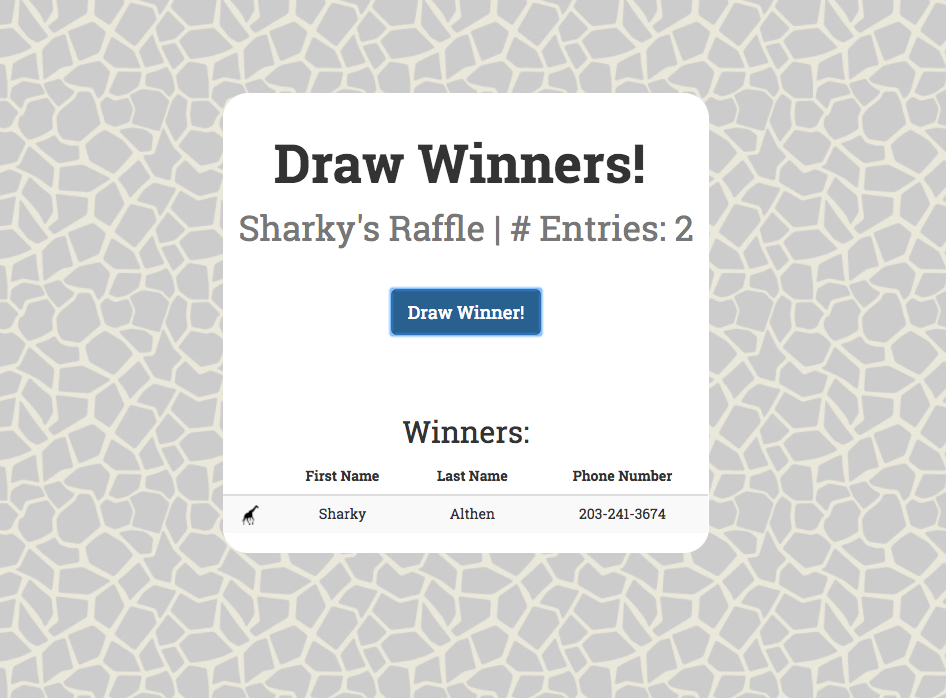 Draw Winners!
Sharky's Raffle | # Entries: 2
Draw Winner!
Winners:
First Name Last Name Phone Number
Sharky Althen 203-241-3674